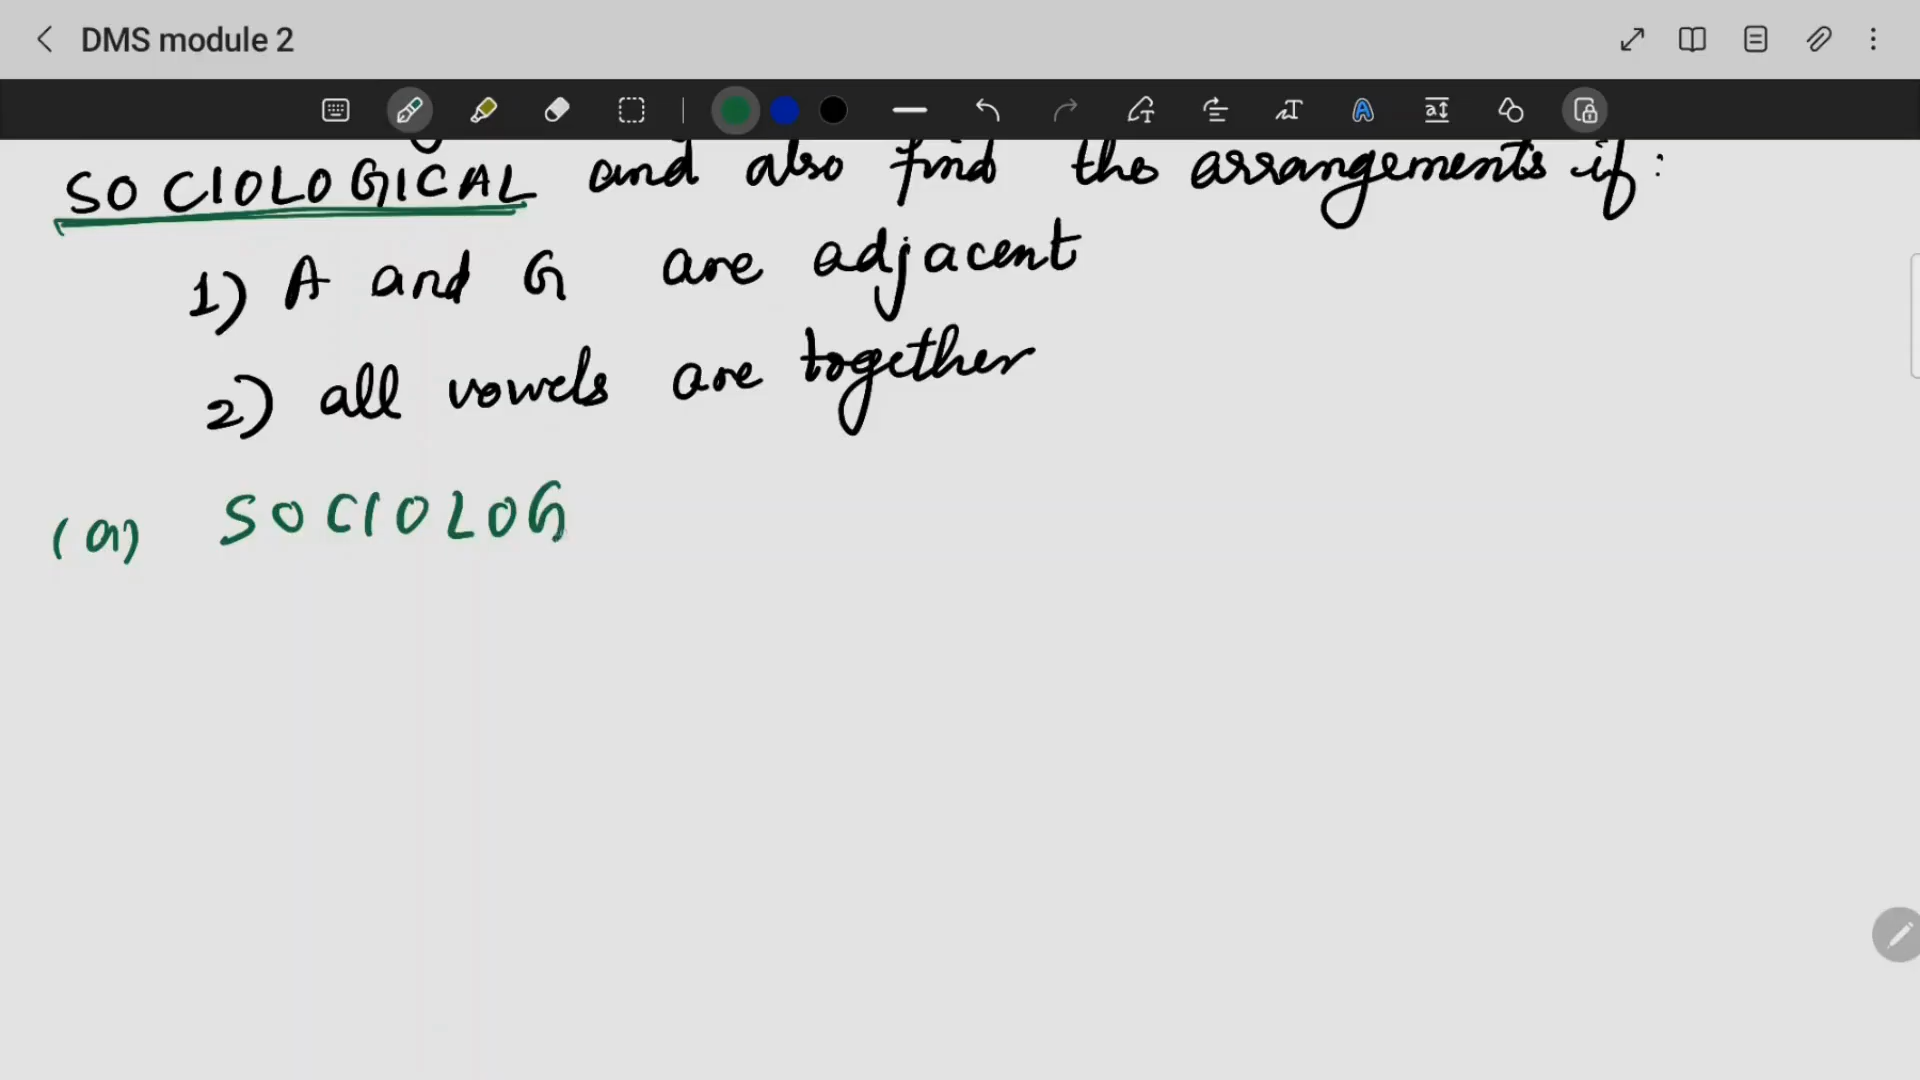 DMS module 2
SOCIOLOGICAL and also find the arrangements if :
1) A and G are adjacent
2) all vowels are together
(a) SOCIOLOG